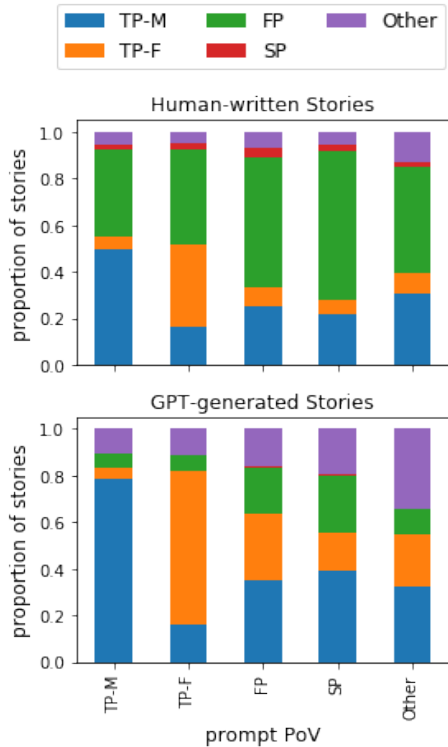 TP-M FP Other
TP-F SP
Human-written Stories
1.0
0.8
0.6
0.4
0.2
0.0
proportion of stories
GPT-generated Stories
1.0
0.8
0.6
0.4
0.2
0.0
proportion of stories
TP-M TP-F FP SP Other
prompt PoV